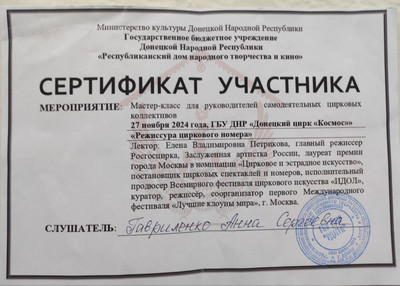 Министерство культуры Донецкой Народной Республики
Государственное бюджетное учреждение
Донецкой Народной Республики
«Республиканский дом народного творчества и кино»
СЕРТИФИКАТ УЧАСТНИКА
МЕРОПРИЯТИЕ: Мастер-класс для руководителей самодеятельных цирковых
коллективов
27 ноября 2024 года, ГБУ ДНР «Донецкий цирк «Космос»»
«Режиссура циркового номера»
Лектор: Елена Владимировна Петрикова, главный режиссер
Росгосцирка, Заслуженная артистка России, лауреат премии
города Москвы в номинации «Цирковое и эстрадное искусство»,
постановщик цирковых спектаклей и номеров, исполнительный
продюсер Всемирного фестиваля циркового искусства «ИДОЛ»,
куратор, режиссер, соорганизатор первого Международного
фестиваля «Лучшие клоуны мира», г. Москва.
СЛУШАТЕЛЬ: Гавриленко Анна Сергеевна